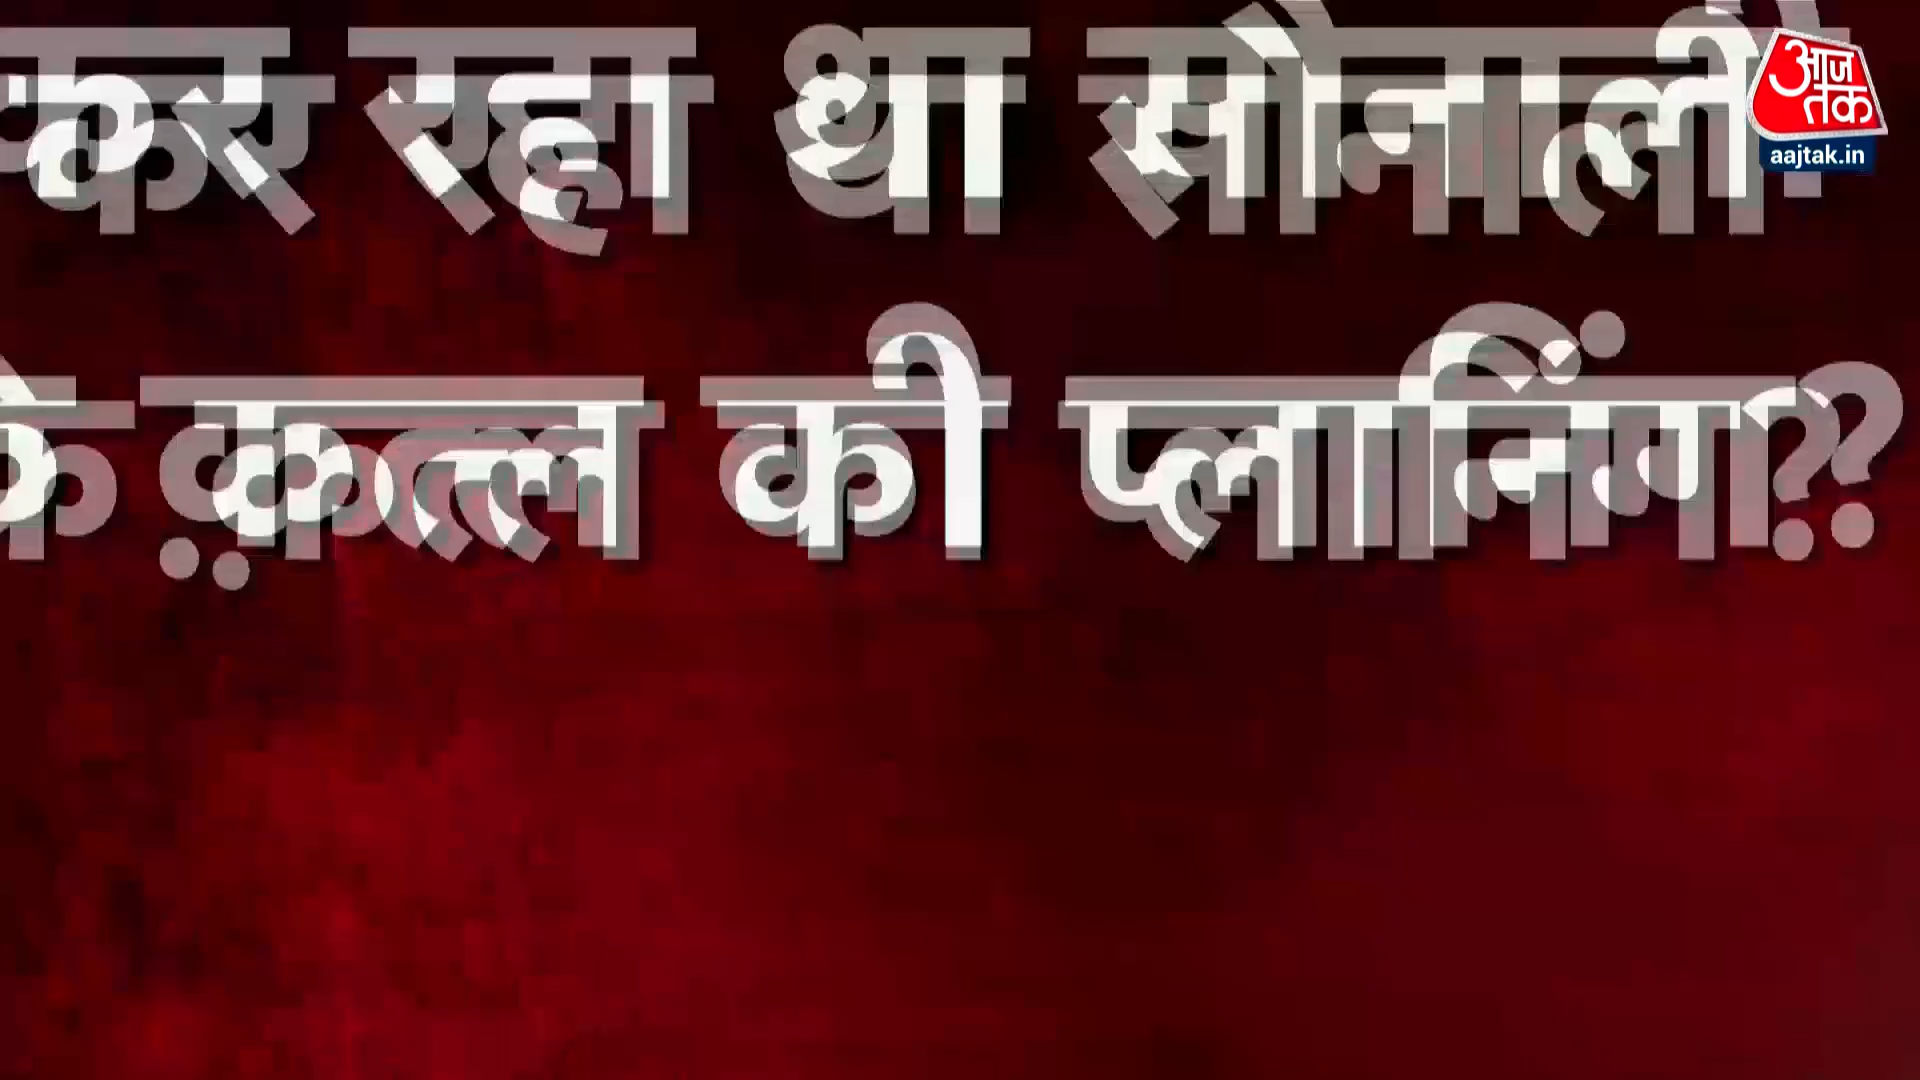 कर रहा था सोनाली
के क़त्ल की प्लानिंग?
आज
तक
aajtak.in